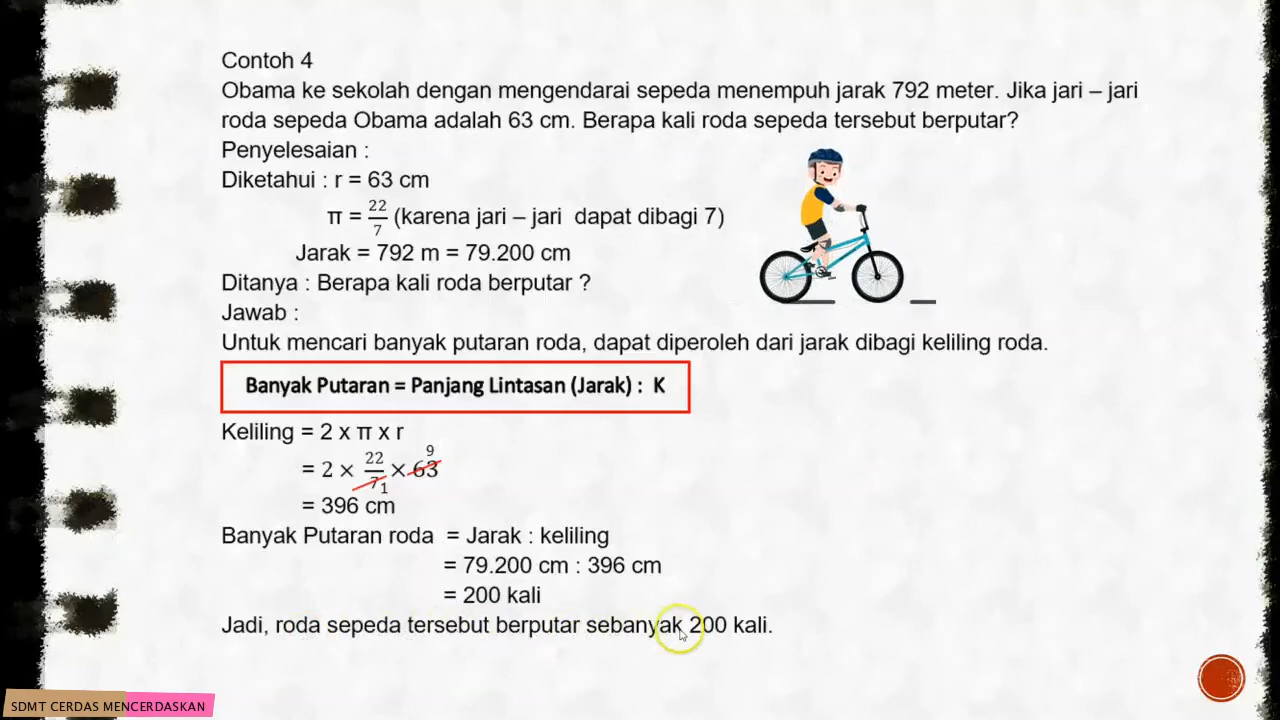 Contoh 4
Obama ke sekolah dengan mengendarai sepeda menempuh jarak 792 meter. Jika jari – jari
roda sepeda Obama adalah 63 cm. Berapa kali roda sepeda tersebut berputar?
Penyelesaian :
Diketahui : r = 63 cm
π = 22/7 (karena jari – jari dapat dibagi 7)
Jarak = 792 m = 79.200 cm
Ditanya : Berapa kali roda berputar ?
Jawab :
Untuk mencari banyak putaran roda, dapat diperoleh dari jarak dibagi keliling roda.
Banyak Putaran = Panjang Lintasan (Jarak) : K
Keliling = 2 x π x r
9
= 2 × 22/7 × 63
1
= 396 cm
Banyak Putaran roda = Jarak : keliling
= 79.200 cm : 396 cm
= 200 kali
Jadi, roda sepeda tersebut berputar sebanyak 200 kali.
SDMT CERDAS MENCERDASKAN